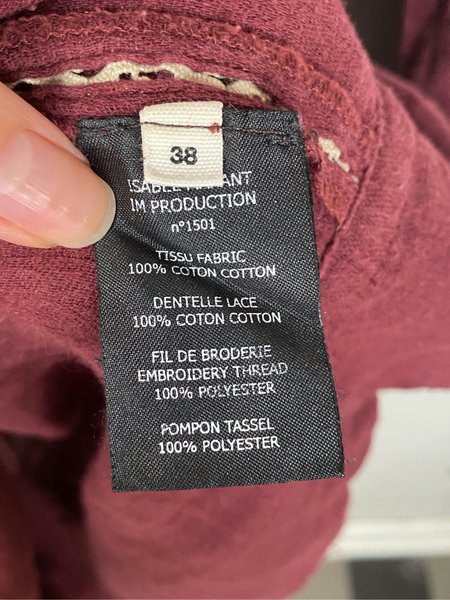 38
ISABEL ANT
IM PRODUCTION
n°1501
TISSU FABRIC
100% COTON COTTON
DENTELLE LACE
100% COTON COTTON
FIL DE BRODERIE
EMBROIDERY THREAD
100% POLYESTER
POMPON TASSEL
100% POLYESTER